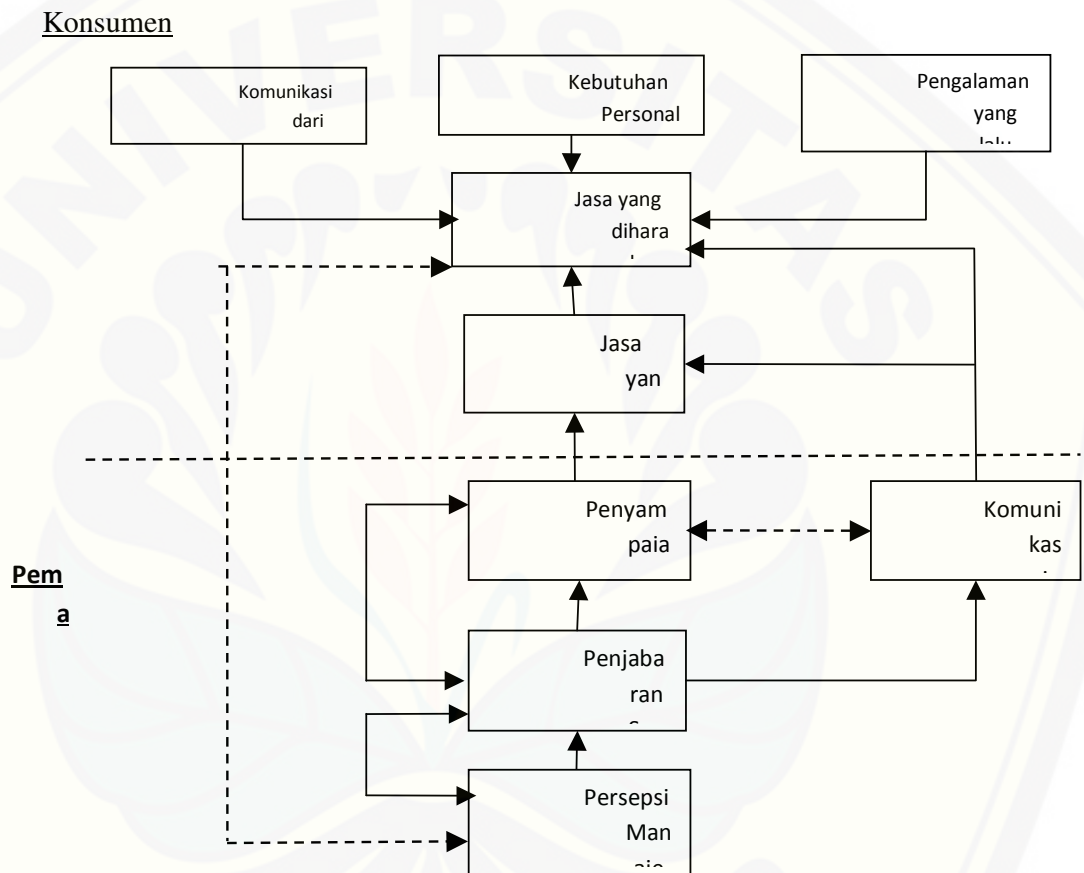 Konsumen
Komunikasi
dari
Kebutuhan
Personal
Pengalaman
yang
Jasa yang
dihara
Jasa
yan
Penyam
paia
Komuni
kas
Pem
a
Penjaba
ran
Persepsi
Man
UNIVERSITAS